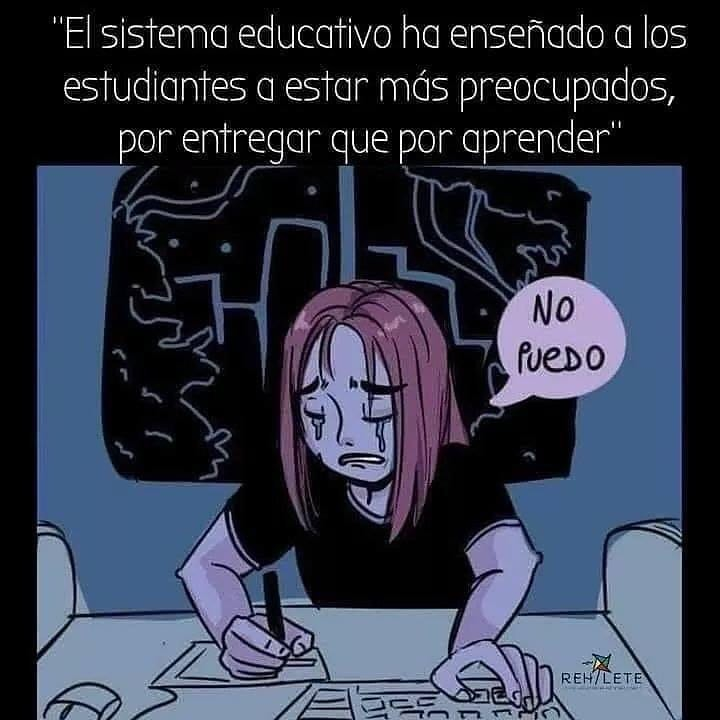 "El sistema educativo ha enseñado a los
estudiantes a estar más preocupados,
por entregar que por aprender"
NO
PUEDO
REHILETE